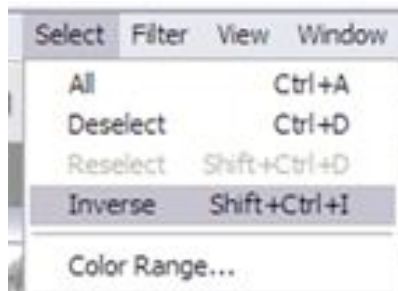 Select Filter View Window
All Ctrl+A
Deselect Ctrl+D
Reselect Shift+Ctrl+D
Inverse Shift+Ctrl+I
Color Range...